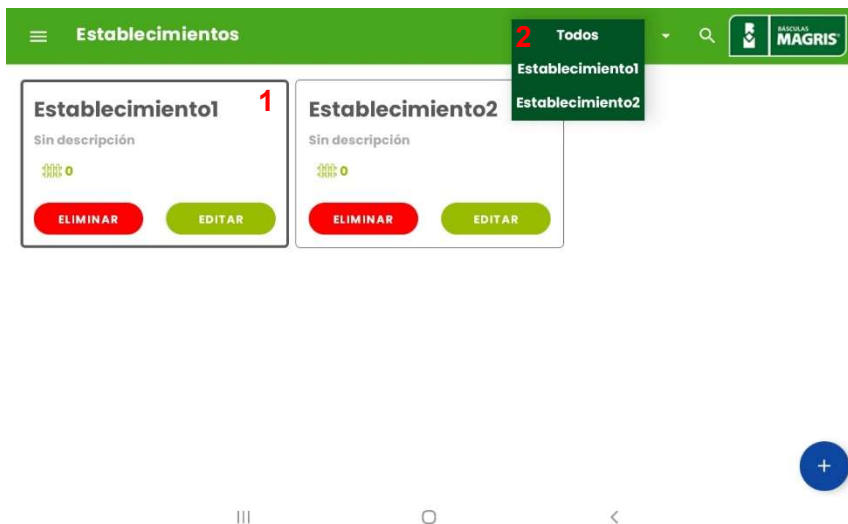 Establecimientos
2 Todos
BÁSCULAS
MAGRIS
Establecimiento1
Establecimiento2
Establecimiento1 1
Sin descripción
0
ELIMINAR EDITAR
Establecimiento2
Sin descripción
0
ELIMINAR EDITAR
+